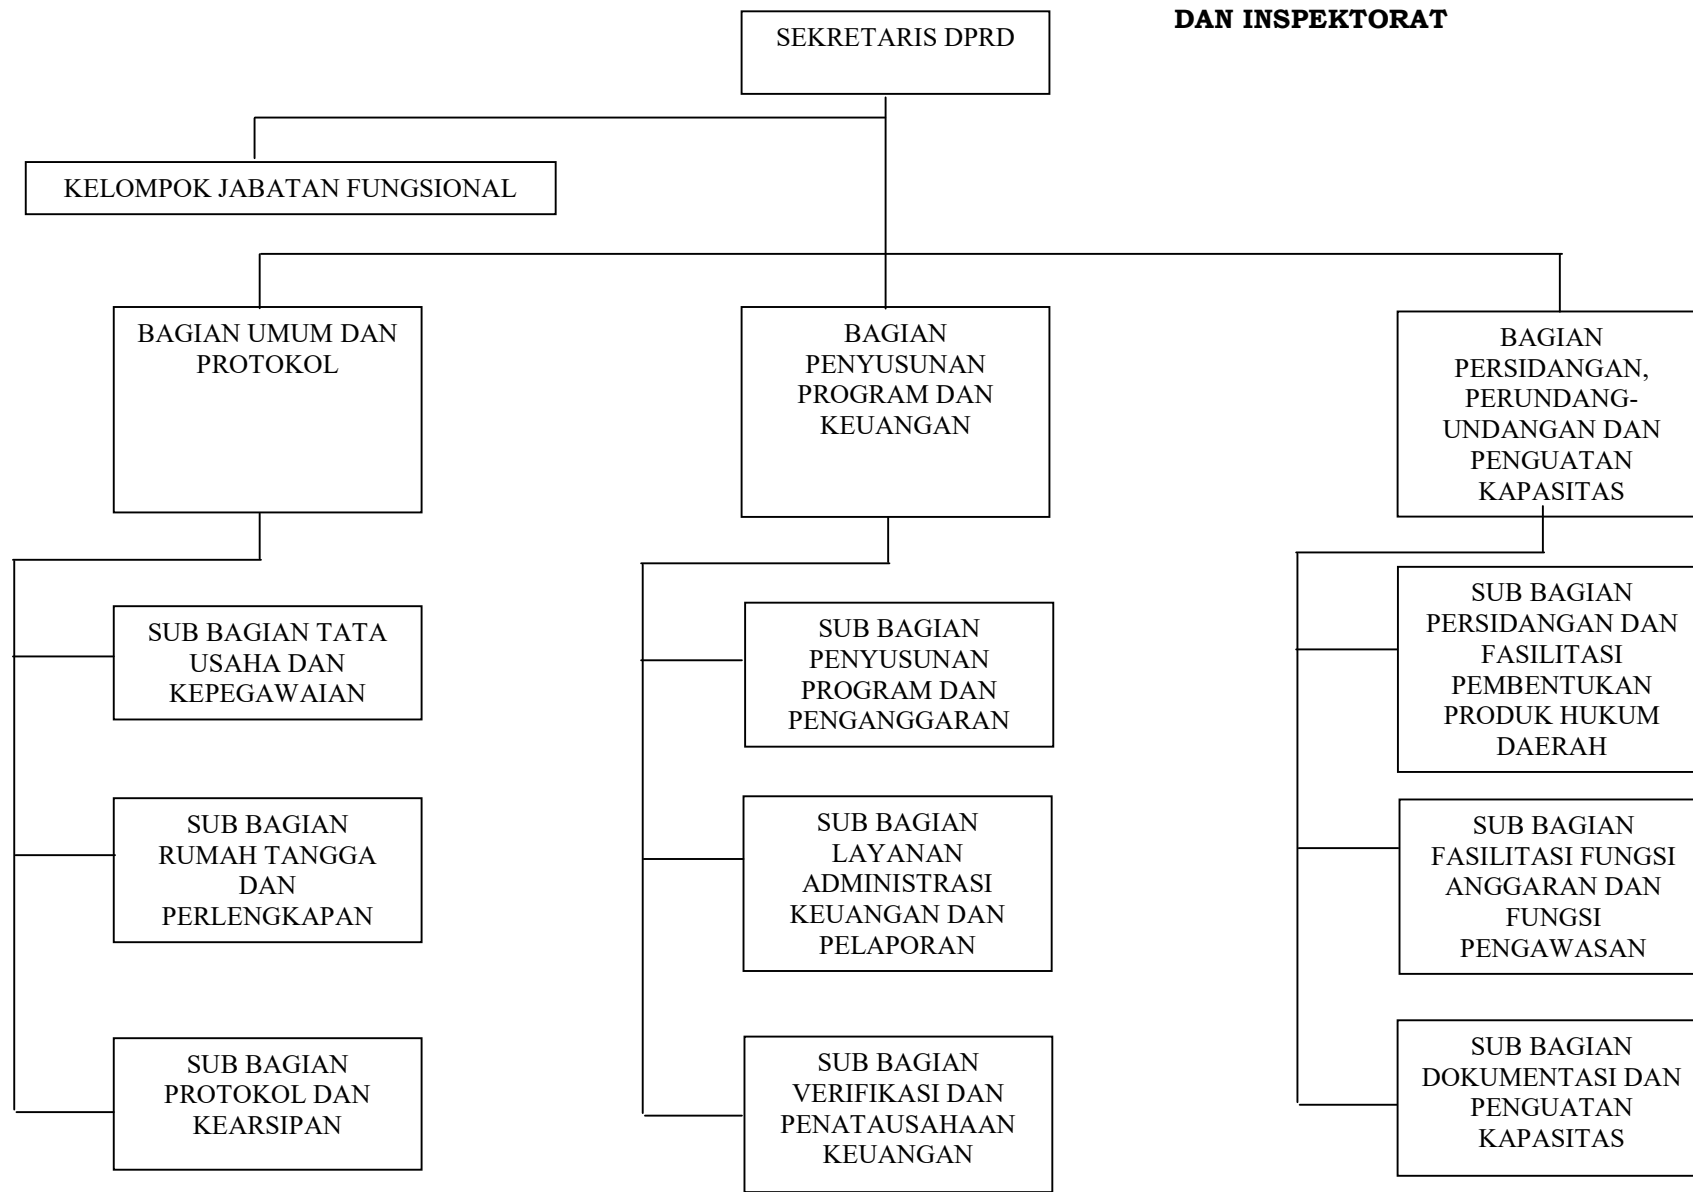 DAN INSPEKTORAT
SEKRETARIS DPRD
KELOMPOK JABATAN FUNGSIONAL
BAGIAN UMUM DAN
PROTOKOL
BAGIAN
PENYUSUNAN
PROGRAM DAN
KEUANGAN
BAGIAN
PERSIDANGAN,
PERUNDANG-
UNDANGAN DAN
PENGUATAN
KAPASITAS
SUB BAGIAN TATA
USAHA DAN
KEPEGAWAIAN
SUB BAGIAN
PENYUSUNAN
PROGRAM DAN
PENGANGGARAN
SUB BAGIAN
PERSIDANGAN DAN
FASILITASI
PEMBENTUKAN
PRODUK HUKUM
DAERAH
SUB BAGIAN
RUMAH TANGGA
DAN
PERLENGKAPAN
SUB BAGIAN
LAYANAN
ADMINISTRASI
KEUANGAN DAN
PELAPORAN
SUB BAGIAN
FASILITASI FUNGSI
ANGGARAN DAN
FUNGSI
PENGAWASAN
SUB BAGIAN
PROTOKOL DAN
KEARSIPAN
SUB BAGIAN
VERIFIKASI DAN
PENATAUSAHAAN
KEUANGAN
SUB BAGIAN
DOKUMENTASI DAN
PENGUATAN
KAPASITAS